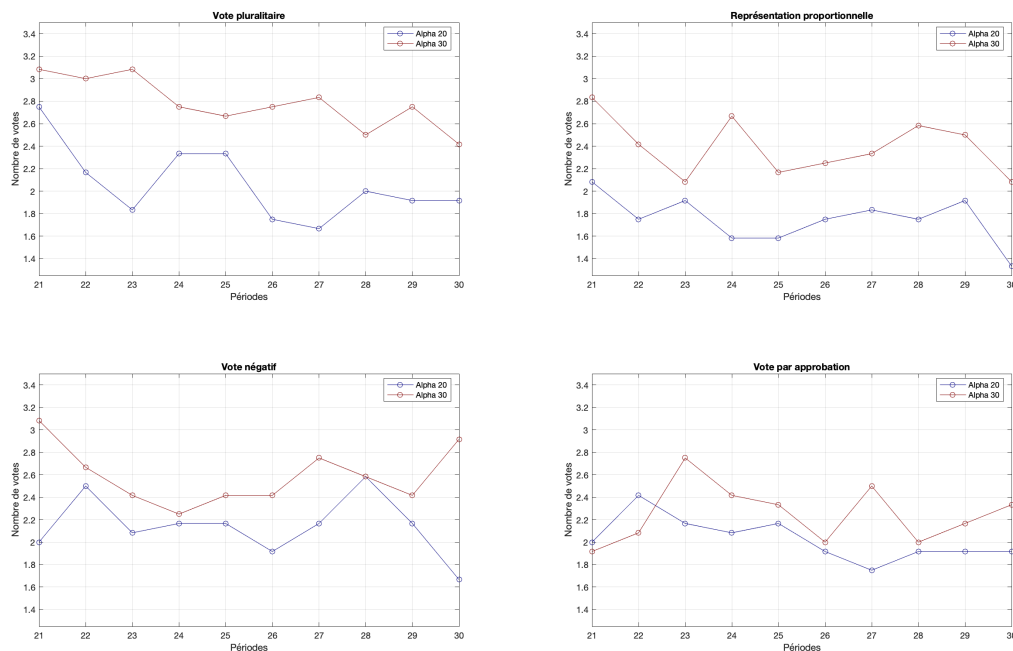 Vote pluralitaire
Alpha 20
Alpha 30
Nombre de votes
3.4
3.2
3
2.8
2.6
2.4
2.2
2
1.8
1.6
1.4
21 22 23 24 25 26 27 28 29 30
Périodes
Représentation proportionnelle
Alpha 20
Alpha 30
Nombre de votes
3.4
3.2
3
2.8
2.6
2.4
2.2
2
1.8
1.6
1.4
21 22 23 24 25 26 27 28 29 30
Périodes
Vote négatif
Alpha 20
Alpha 30
Nombre de votes
3.4
3.2
3
2.8
2.6
2.4
2.2
2
1.8
1.6
1.4
21 22 23 24 25 26 27 28 29 30
Périodes
Vote par approbation
Alpha 20
Alpha 30
Nombre de votes
3.4
3.2
3
2.8
2.6
2.4
2.2
2
1.8
1.6
1.4
21 22 23 24 25 26 27 28 29 30
Périodes